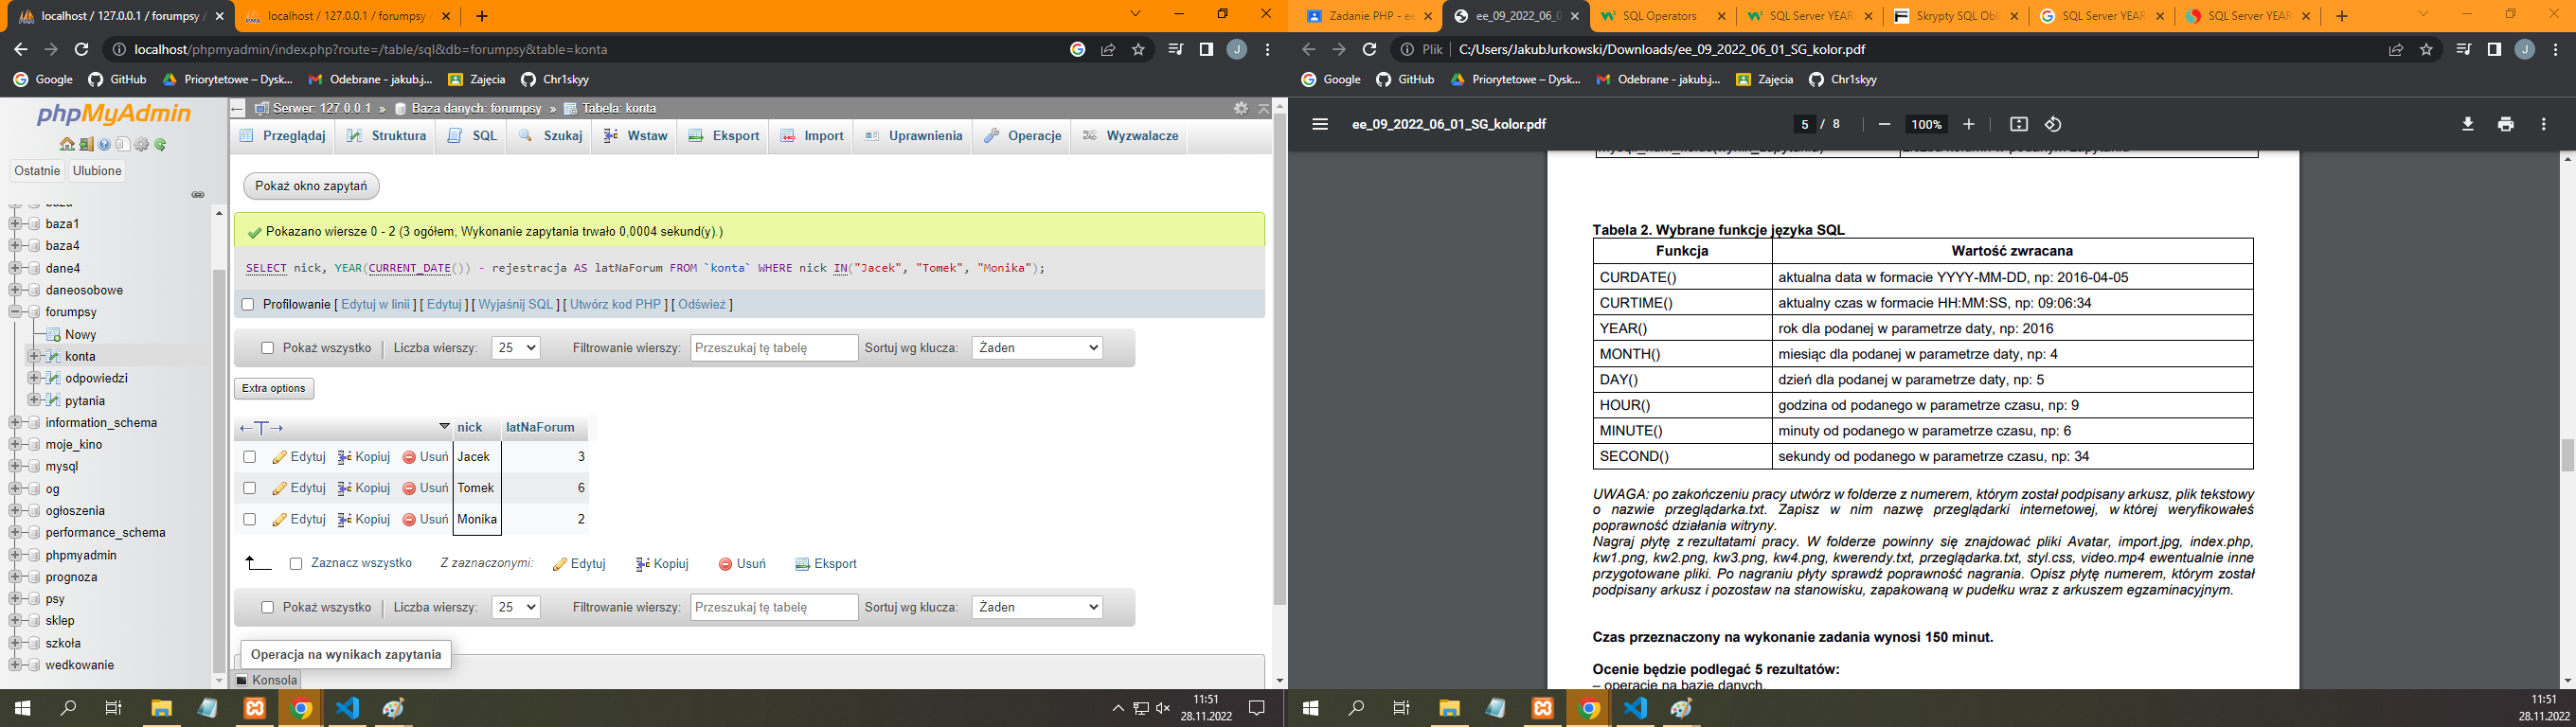 localhost / 127.0.0.1 / forumpsy /
localhost / 127.0.0.1 / forumpsy
localhost/phpmyadmin/index.php?route=/table/sql&db=forumpsy&table=konta
J
Google
GitHub
Priorytetowe – Dysk...
Odebrane - jakub.j...
Zajęcia
Chr1skyy
phpMyAdmin
Ostatnie
Ulubione
baza1
baza4
dane4
daneosobowe
forumpsy
Nowy
konta
odpowiedzi
pytania
information_schema
moje_kino
mysql
og
ogłoszenia
performance_schema
phpmyadmin
prognoza
psy
sklep
szkoła
wedkowanie
Serwer: 127.0.0.1 » Baza danych: forumpsy » Tabela: konta
Przeglądaj
Struktura
SQL
Szukaj
Wstaw
Eksport
Import
Uprawnienia
Operacje
Wyzwalacze
Pokaż okno zapytań
Pokazano wiersze 0 - 2 (3 ogółem, Wykonanie zapytania trwało 0,0004 sekund(y).)
SELECT nick, YEAR(CURRENT_DATE()) - rejestracja AS latNaForum FROM `konta` WHERE nick IN("Jacek", "Tomek", "Monika");
Profilowanie [ Edytuj w linii ] [ Edytuj ] [ Wyjaśnij SQL ] [ Utwórz kod PHP ] [ Odśwież ]
Pokaż wszystko
Liczba wierszy:
25
Filtrowanie wierszy:
Przeszukaj tę tabelę
Sortuj wg klucza:
Żaden
Extra options
nick latNaForum
Edytuj Kopiuj Usuń Jacek 3
Edytuj Kopiuj Usuń Tomek 6
Edytuj Kopiuj Usuń Monika 2
Zaznacz wszystko
Z zaznaczonymi:
Edytuj
Kopiuj
Usuń
Eksport
Pokaż wszystko
Liczba wierszy:
25
Filtrowanie wierszy:
Przeszukaj tę tabelę
Sortuj wg klucza:
Żaden
Operacja na wynikach zapytania
Konsola
11:51
28.11.2022
Zadanie PHP - ee
ee_09_2022_06_0
SQL Operators
SQL Server YEAR
Skrypty SQL Obli
SQL Server YEAR
SQL Server YEAR
Plik
C:/Users/JakubJurkowski/Downloads/ee_09_2022_06_01_SG_kolor.pdf
J
Google
GitHub
Priorytetowe – Dysk...
Odebrane - jakub.j...
Zajęcia
Chr1skyy
ee_09_2022_06_01_SG_kolor.pdf
5 / 8
100%
Tabela 2. Wybrane funkcje języka SQL
Funkcja Wartość zwracana
CURDATE() aktualna data w formacie YYYY-MM-DD, np: 2016-04-05
CURTIME() aktualny czas w formacie HH:MM:SS, np: 09:06:34
YEAR() rok dla podanej w parametrze daty, np: 2016
MONTH() miesiąc dla podanej w parametrze daty, np: 4
DAY() dzień dla podanej w parametrze daty, np: 5
HOUR() godzina od podanego w parametrze czasu, np: 9
MINUTE() minuty od podanego w parametrze czasu, np: 6
SECOND() sekundy od podanego w parametrze czasu, np: 34
UWAGA: po zakończeniu pracy utwórz w folderze z numerem, którym został podpisany arkusz, plik tekstowy
o nazwie przeglądarka.txt. Zapisz w nim nazwę przeglądarki internetowej, w której weryfikowałeś
poprawność działania witryny.
Nagraj płytę z rezultatami pracy. W folderze powinny się znajdować pliki Avatar, import.jpg, index.php,
kw1.png, kw2.png, kw3.png, kw4.png, kwerendy.txt, przeglądarka.txt, styl.css, video.mp4 ewentualnie inne
przygotowane pliki. Po nagraniu płyty sprawdź poprawność nagrania. Opisz płytę numerem, którym został
podpisany arkusz i pozostaw na stanowisku, zapakowaną w pudełku wraz z arkuszem egzaminacyjnym.
Czas przeznaczony na wykonanie zadania wynosi 150 minut.
Ocenie będzie podlegać 5 rezultatów:
– operacje na bazie danych,
11:51
28.11.2022